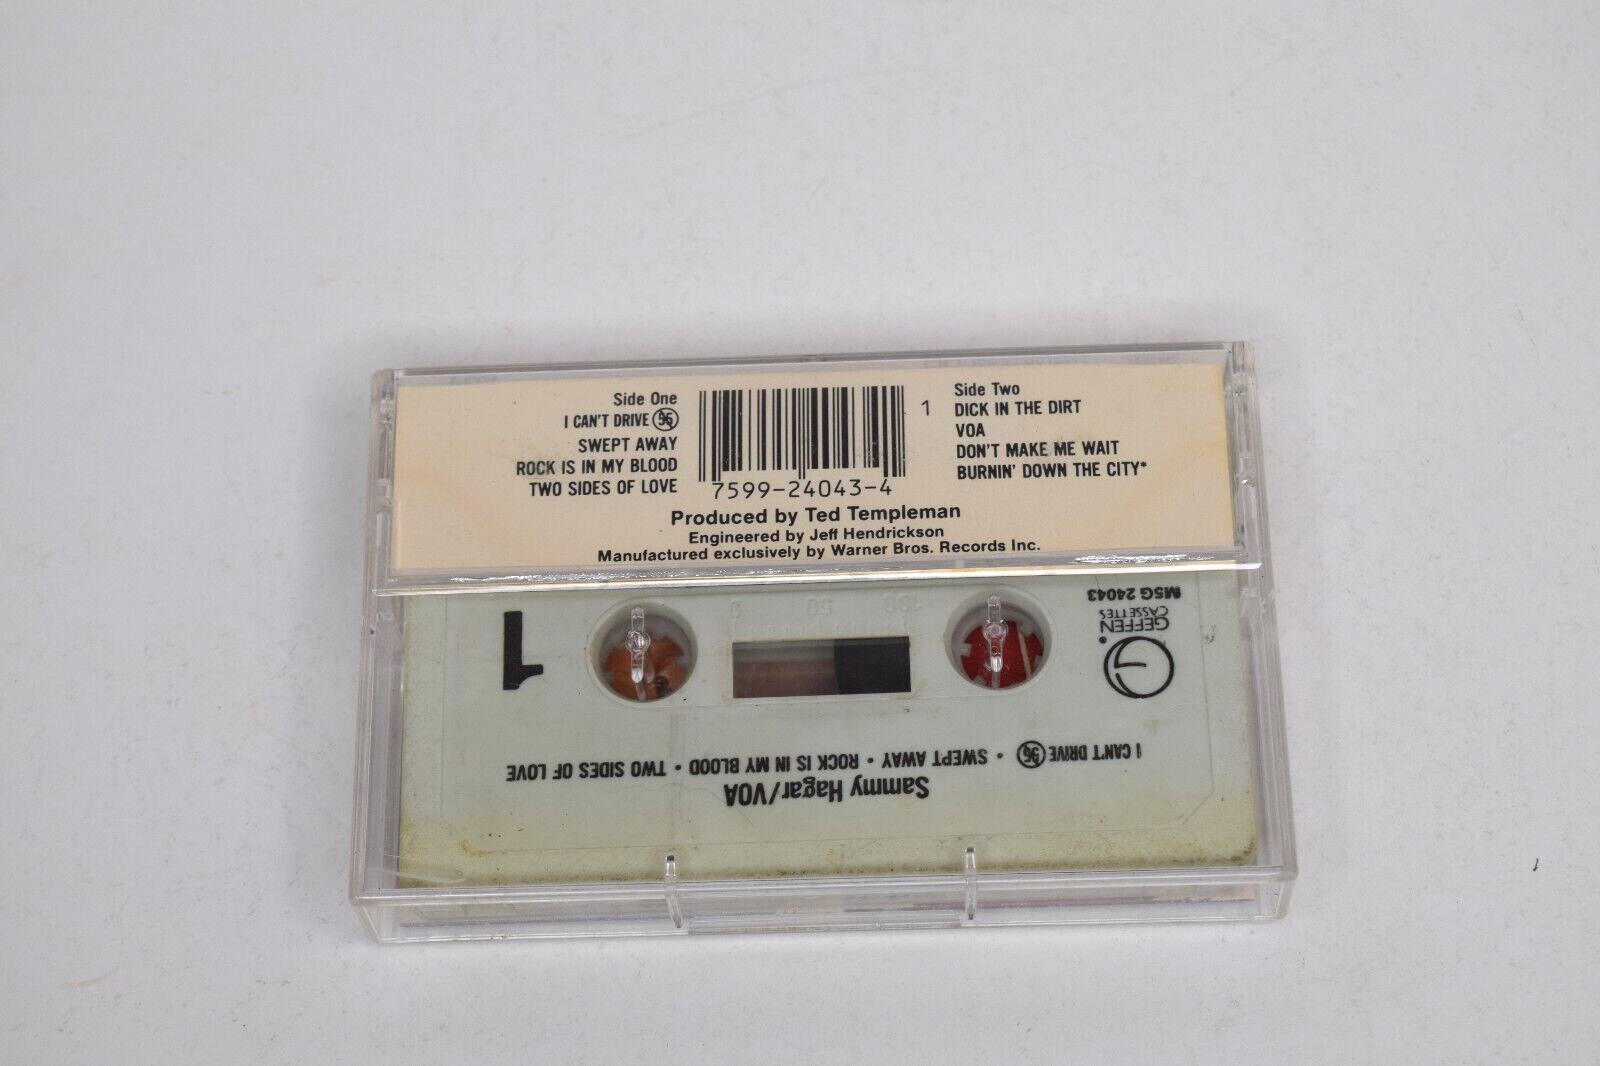 Side One
I CAN'T DRIVE 55
SWEPT AWAY
ROCK IS IN MY BLOOD
TWO SIDES OF LOVE
7599-24043-4
1
Side Two
DICK IN THE DIRT
VOA
DON'T MAKE ME WAIT
BURNIN' DOWN THE CITY*
Produced by Ted Templeman
Engineered by Jeff Hendrickson
Manufactured exclusively by Warner Bros. Records Inc.
Sammy Hagar/VOA
I CAN'T DRIVE 55 • SWEPT AWAY • ROCK IS IN MY BLOOD • TWO SIDES OF LOVE
1
GEFFEN
CASSETTES
M5G 24043
100 50 0